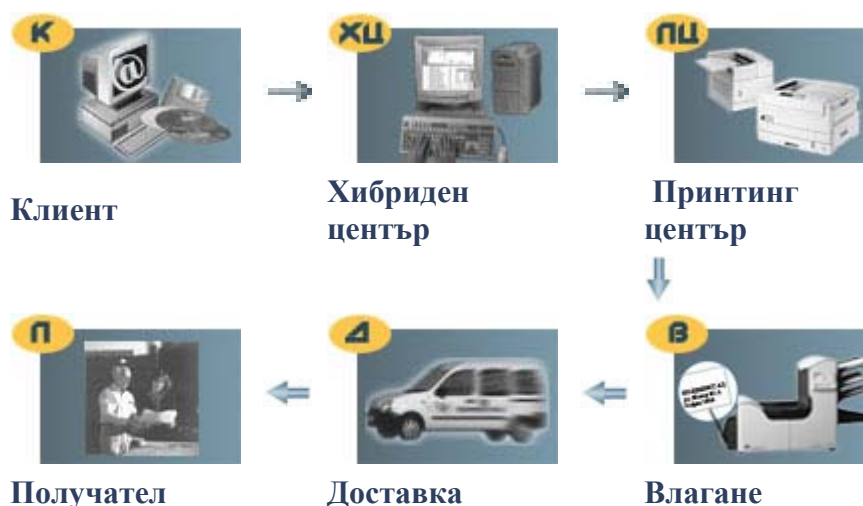 К
ХЦ
ПЦ
Клиент
Хибриден
център
Принтинг
център
П
Д
В
Получател
Доставка
Влагане